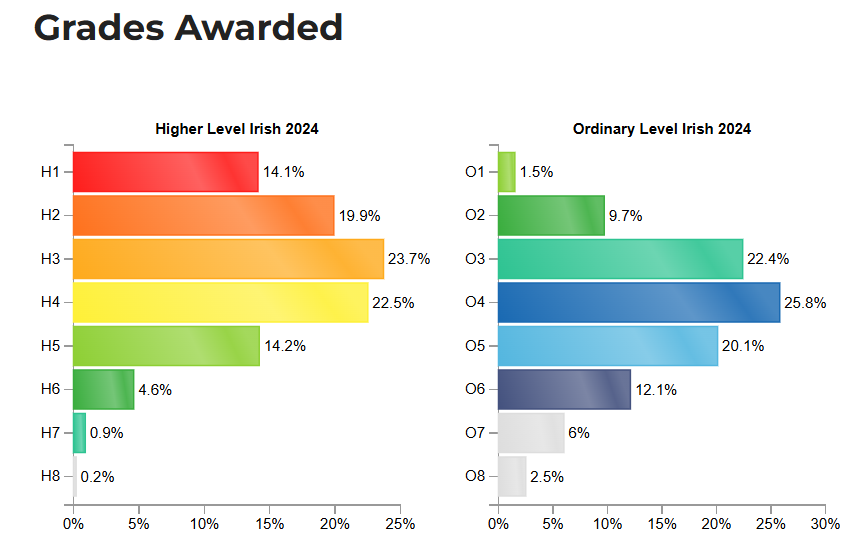 Grades Awarded
Higher Level Irish 2024
H1 14.1%
H2 19.9%
H3 23.7%
H4 22.5%
H5 14.2%
H6 4.6%
H7 0.9%
H8 0.2%
0% 5% 10% 15% 20% 25%
Ordinary Level Irish 2024
O1 1.5%
O2 9.7%
O3 22.4%
O4 25.8%
O5 20.1%
O6 12.1%
O7 6%
O8 2.5%
0% 5% 10% 15% 20% 25% 30%